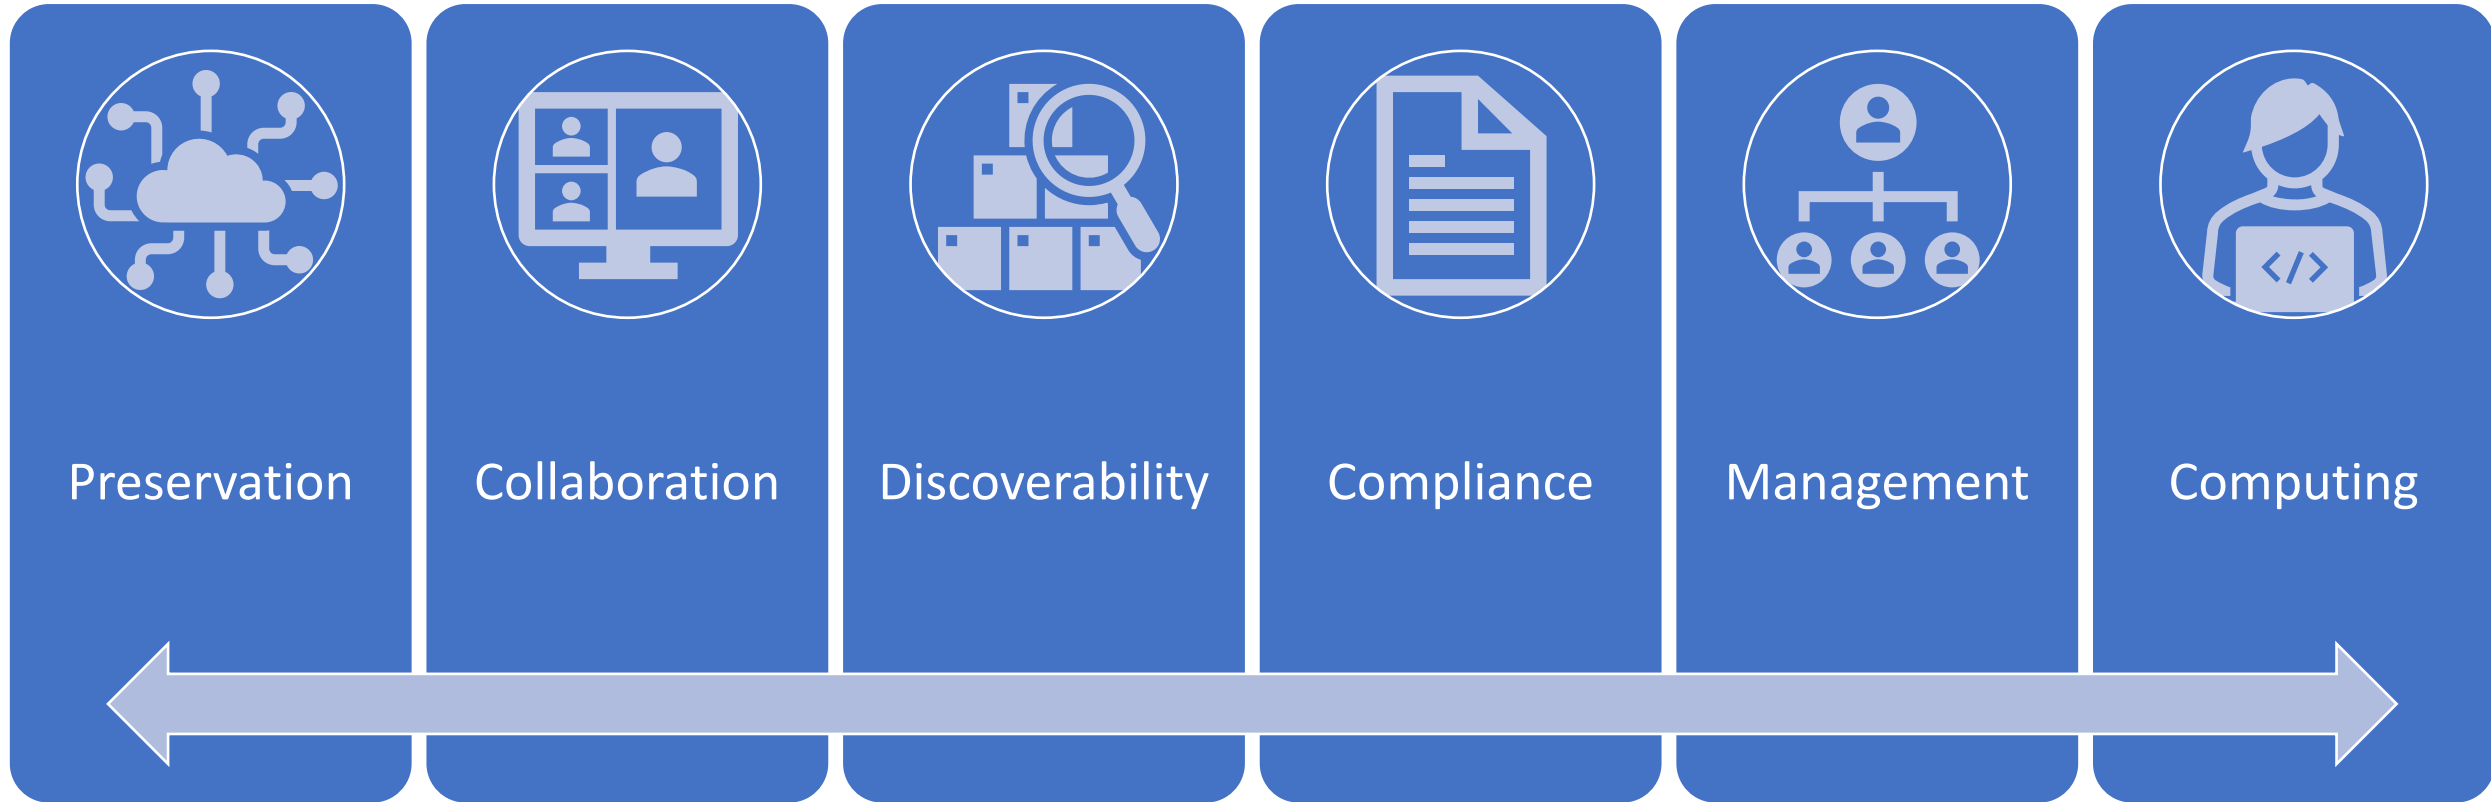 Preservation
Collaboration
Discoverability
Compliance
Management
Computing
</>